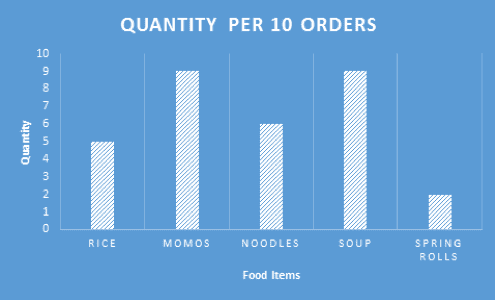 QUANTITY PER 10 ORDERS
10
9
8
7
6
5
4
3
2
1
0
Quantity
RICE
MOMOS
NOODLES
SOUP
SPRING
ROLLS
Food Items